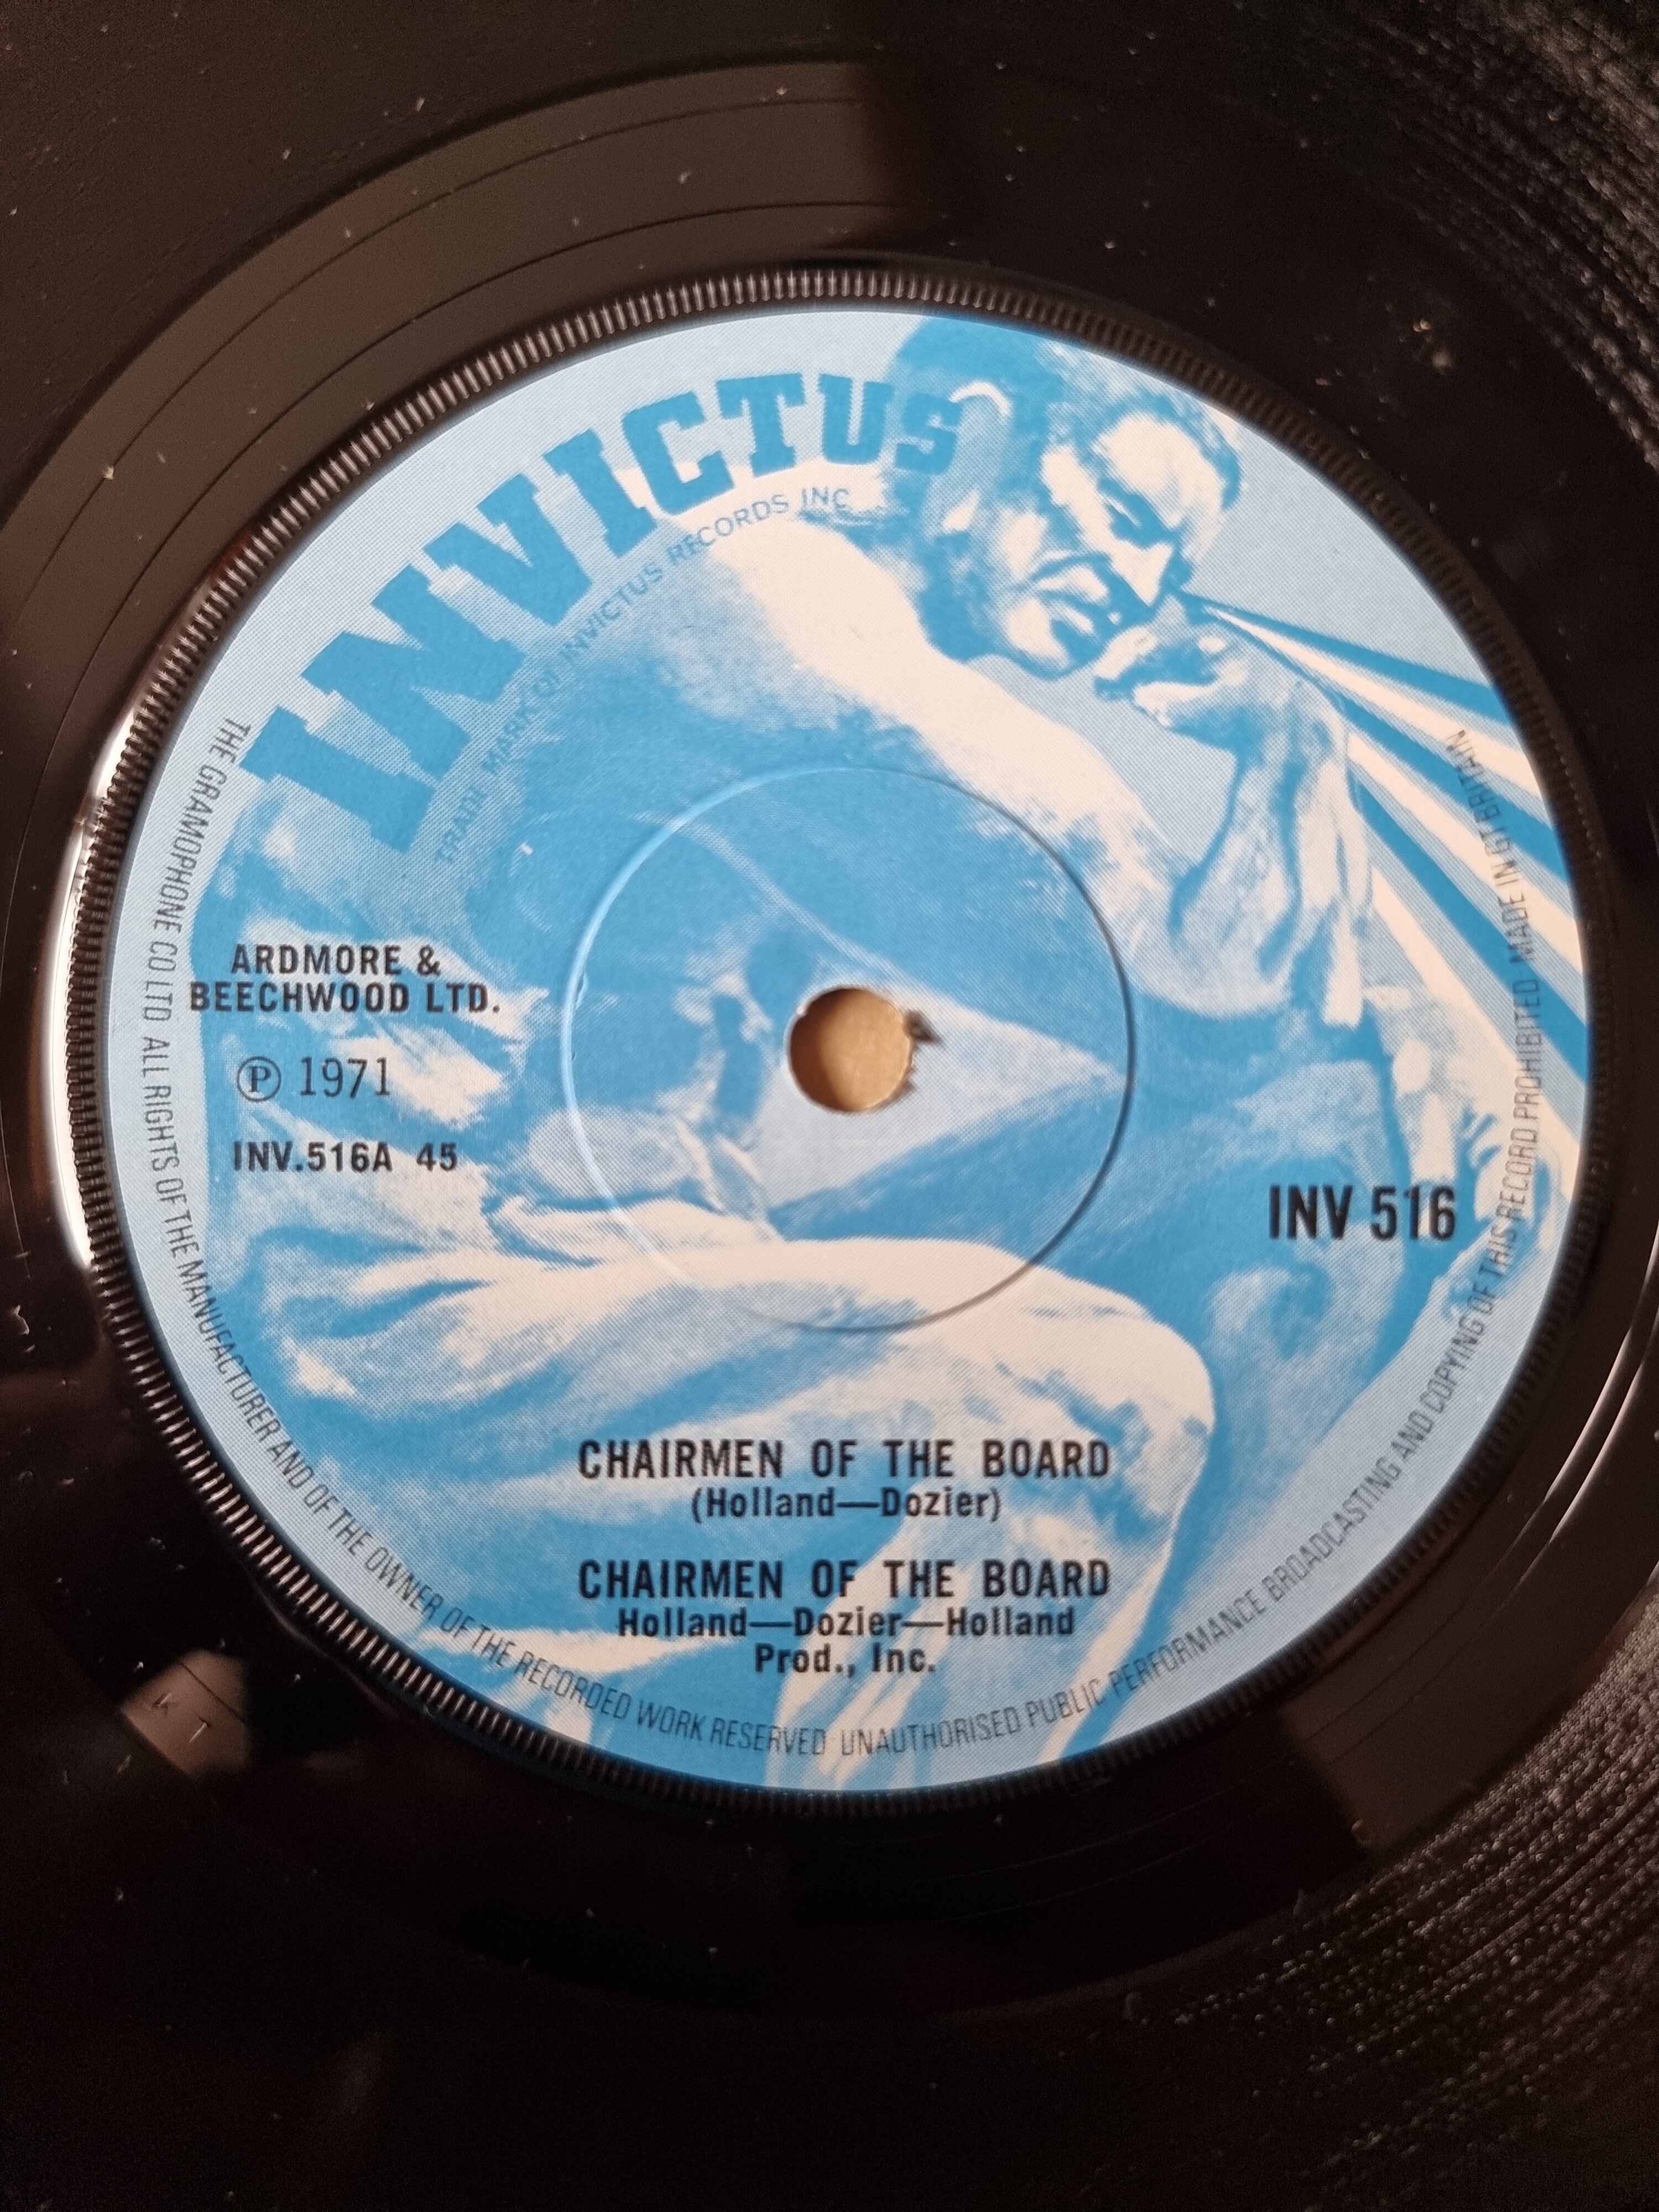 INVICTUS
TRADE MARK OF INVICTUS RECORDS INC
THE GRAMOPHONE CO LTD ALL RIGHTS OF THE MANUFACTURER AND OF THE OWNER OF THE RECORDED WORK RESERVED UNAUTHORISED PUBLIC PERFORMANCE BROADCASTING AND COPYING OF THIS RECORD PROHIBITED MADE IN GT BRITAIN
ARDMORE &
BEECHWOOD LTD.
Ⓟ 1971
INV.516A 45
INV 516
CHAIRMEN OF THE BOARD
(Holland—Dozier)
CHAIRMEN OF THE BOARD
Holland—Dozier—Holland
Prod., Inc.